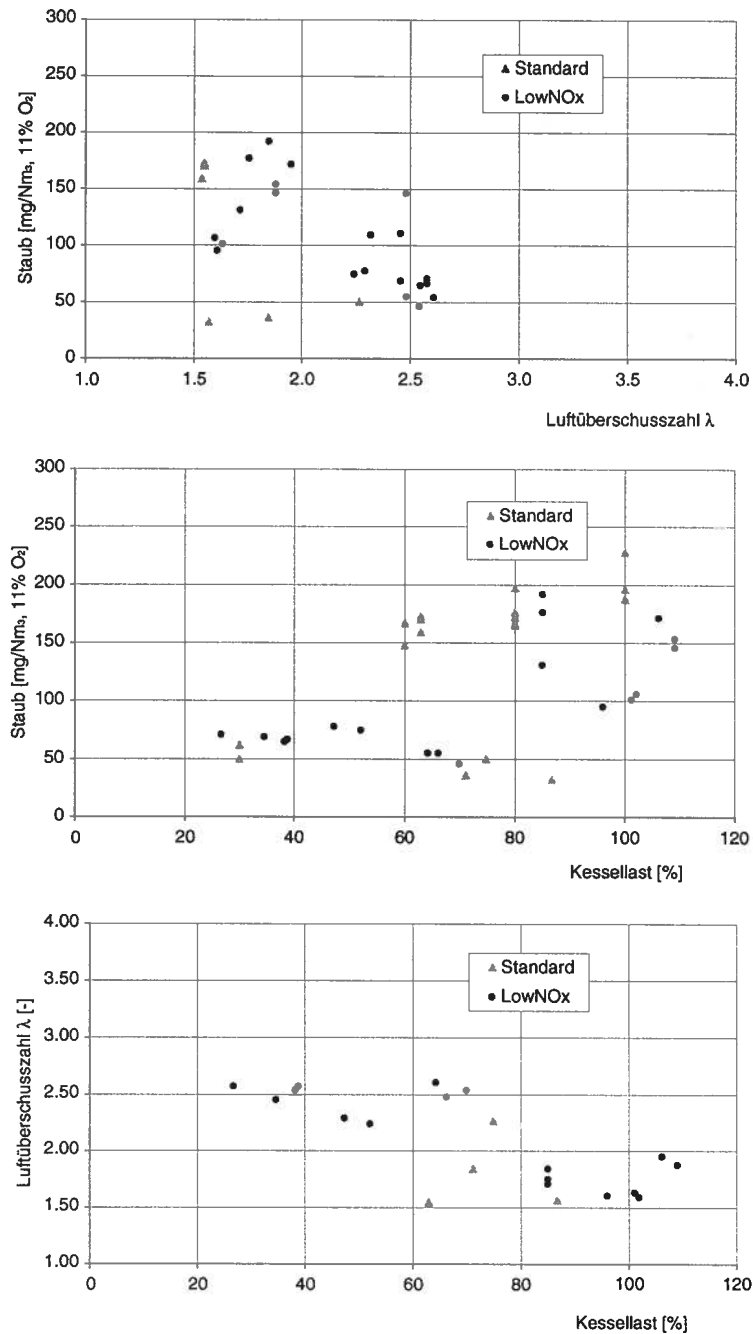 300
250
200
150
100
50
0
Staub [mg/Nm₃, 11% O₂]
Standard
LowNOx
1.0 1.5 2.0 2.5 3.0 3.5 4.0
Luftüberschusszahl λ
300
250
200
150
100
50
0
Staub [mg/Nm₃, 11% O₂]
Standard
LowNOx
0 20 40 60 80 100 120
Kessellast [%]
4.00
3.50
3.00
2.50
2.00
1.50
1.00
Luftüberschusszahl λ [-]
Standard
LowNOx
0 20 40 60 80 100 120
Kessellast [%]